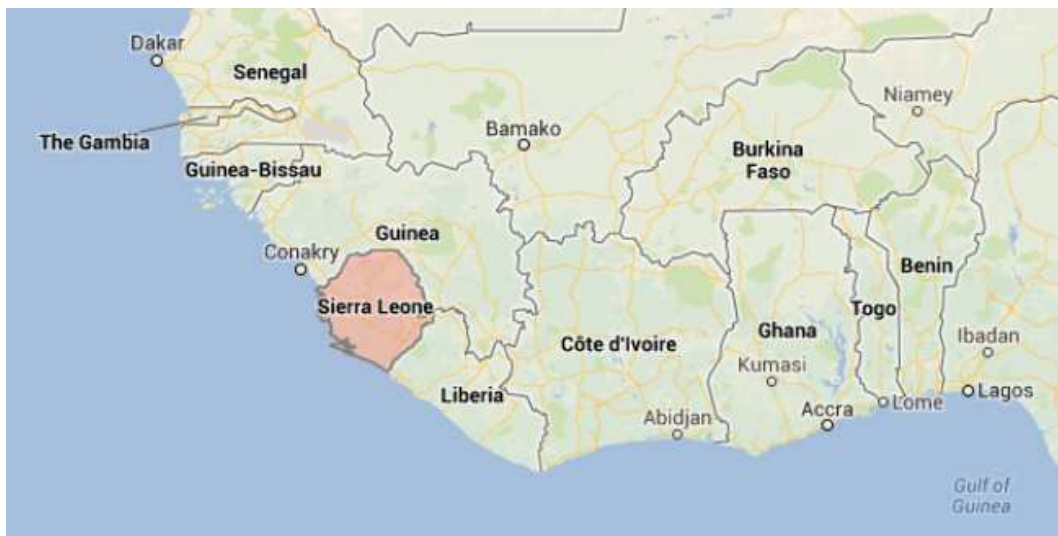 Dakar
Senegal
Niamey
The Gambia
Bamako
Burkina
Faso
Guinea-Bissau
Guinea
Conakry
Benin
Sierra Leone
Togo
Ghana
Ibadan
Côte d'Ivoire
Kumasi
Liberia
Lagos
Lome
Abidjan
Accra
Gulf of
Guinea